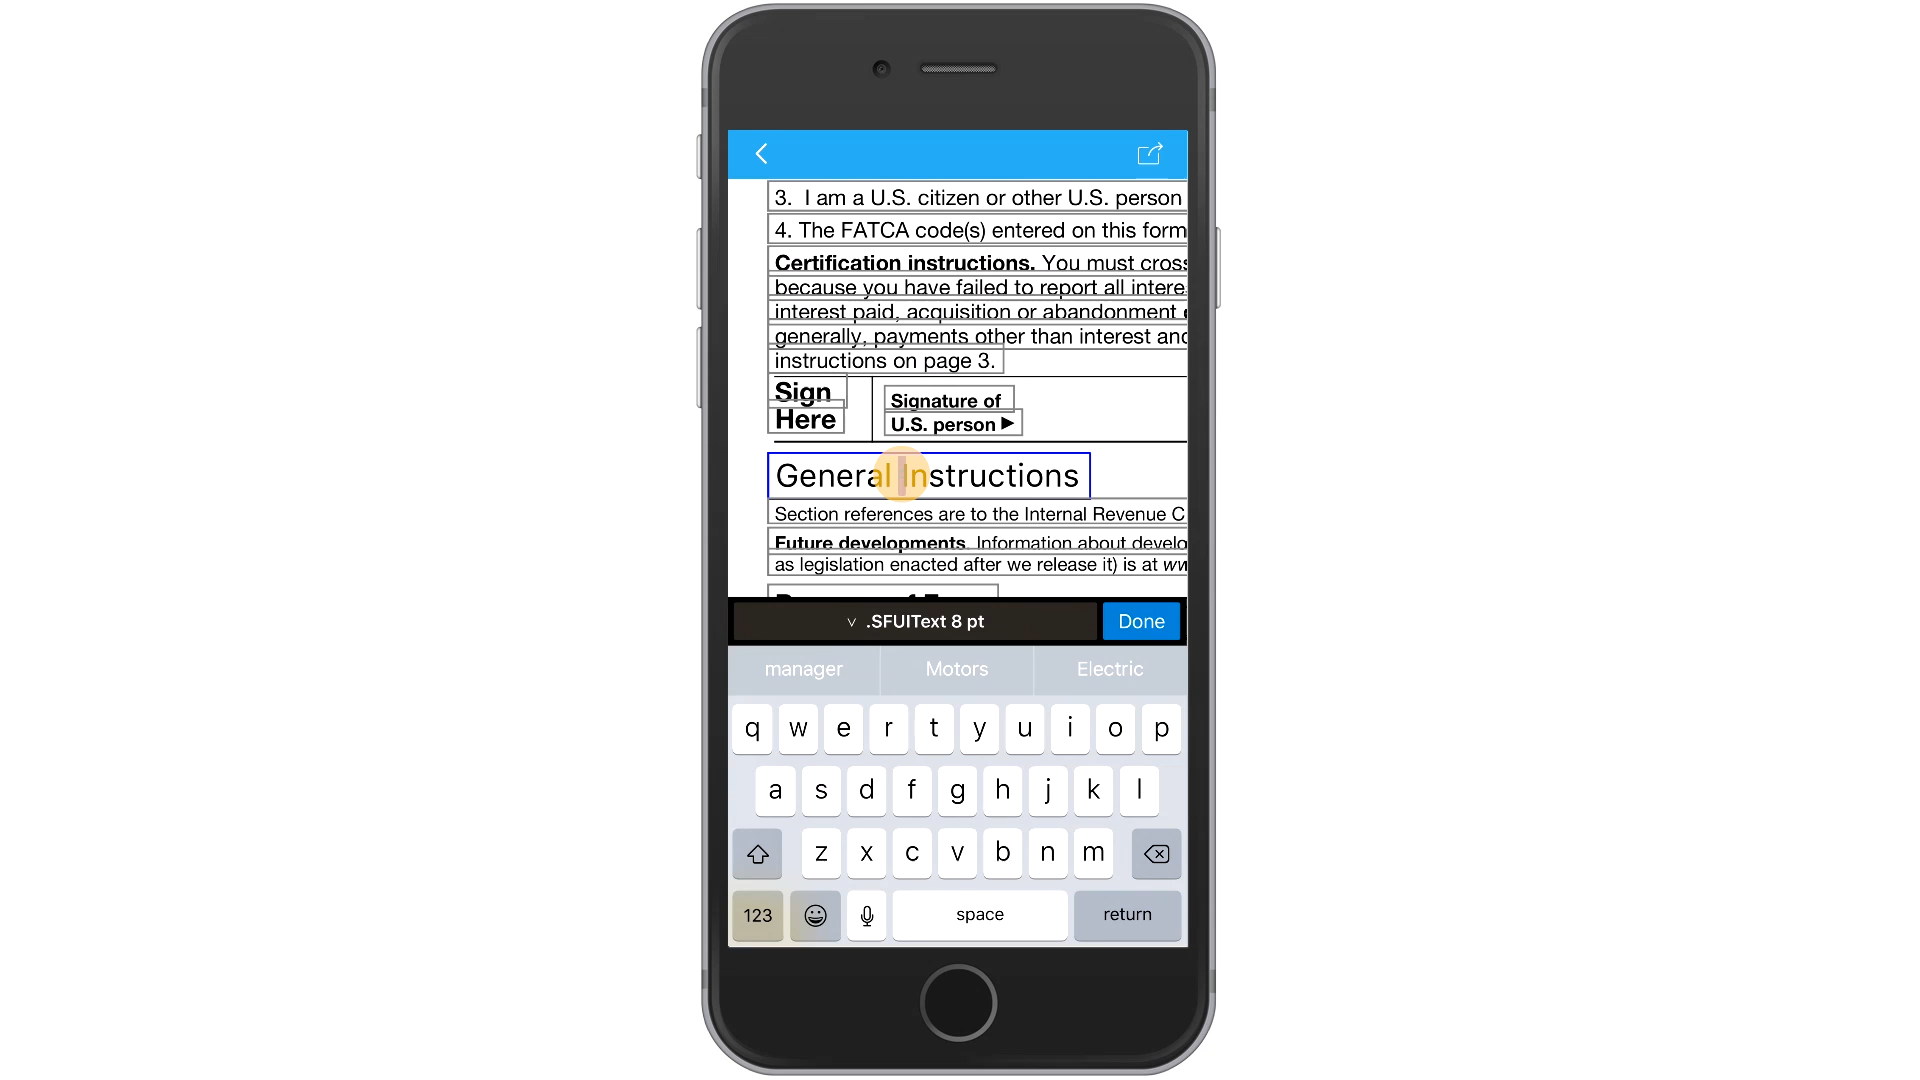 3. I am a U.S. citizen or other U.S. person
4. The FATCA code(s) entered on this form
Certification instructions. You must cross
because you have failed to report all intere
interest paid, acquisition or abandonment
generally, payments other than interest and
instructions on page 3.
Sign
Here
Signature of
U.S. person ▶
General Instructions
Section references are to the Internal Revenue C
Future developments. Information about develo
as legislation enacted after we release it) is at ww
v .SFUIText 8 pt
Done
manager Motors Electric
q w e r t y u i o p
a s d f g h j k l
z x c v b n m
123 space return